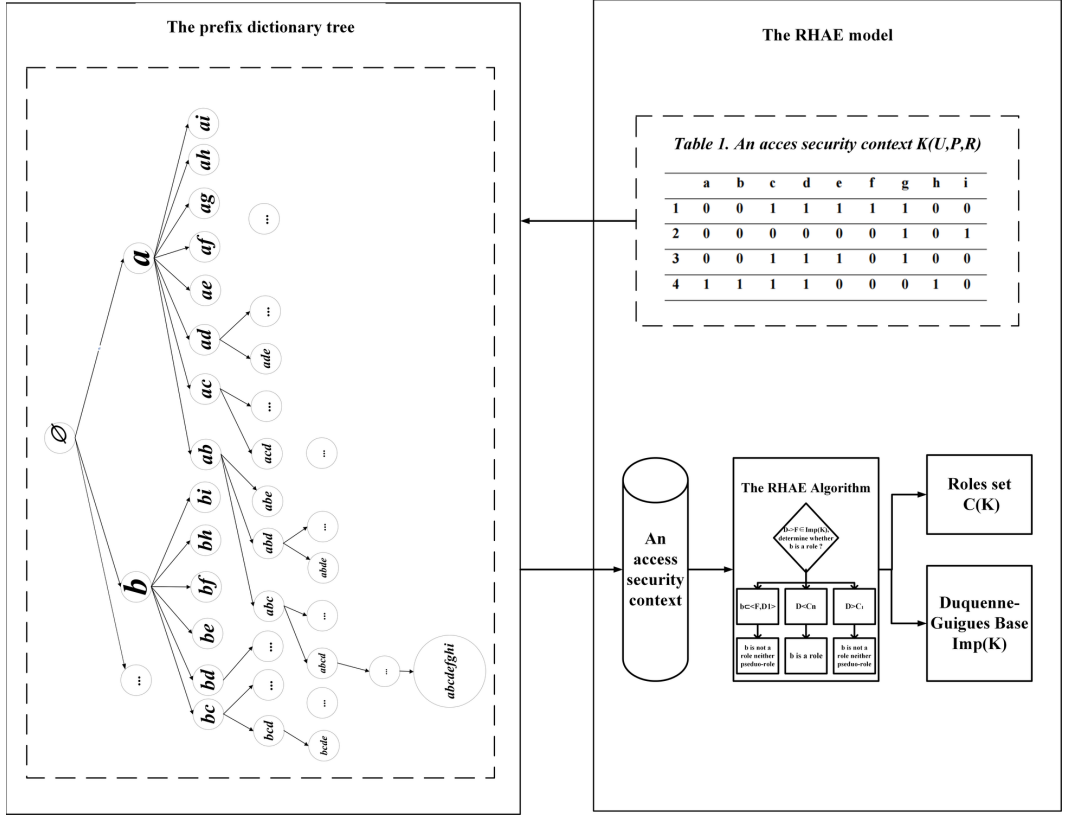 The prefix dictionary tree
∅
a
b
...
ai
ah
ag
af
ae
ad
ac
ab
bi
bh
bf
be
bd
bc
...
...
ade
...
acd
abe
abd
abc
...
...
bcd
...
...
abde
...
abcd
...
bcde
...
abcdefghi
The RHAE model
Table 1. An acces security context K(U,P,R)
a b c d e f g h i
1 0 0 1 1 1 1 1 0 0
2 0 0 0 0 0 0 1 0 1
3 0 0 1 1 1 0 1 0 0
4 1 1 1 1 0 0 0 1 0
An
access
security
context
The RHAE Algorithm
D->F∈Imp(K),
determine whether
b is a role ?
b⊂<F,D1>
D<Cn
D>Ci
b is not a
role neither
pseduo-role
b is a role
b is not a
role neither
pseduo-role
Roles set
C(K)
Duquenne-
Guigues Base
Imp(K)